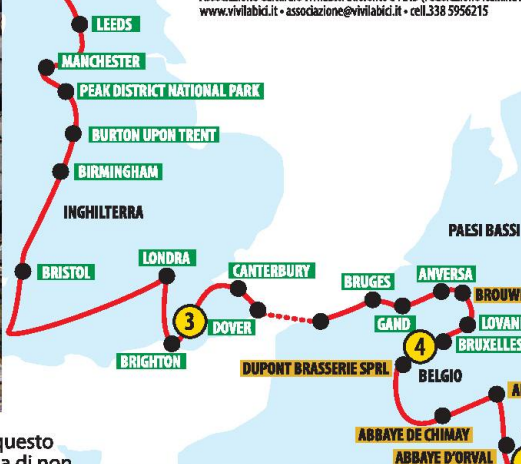 www.vivilabici.it • associazione@vivilabici.it • cell.338 5956215
LEEDS
MANCHESTER
PEAK DISTRICT NATIONAL PARK
BURTON UPON TRENT
BIRMINGHAM
INGHILTERRA
PAESI BASSI
BRISTOL
LONDRA
CANTERBURY
BRUGES
ANVERSA
BROUW
3
DOVER
GAND
LOVAN
4
BRUXELLES
BRIGHTON
DUPONT BRASSERIE SPRL
BELGIO
ABBAYE DE CHIMAY
ABBAYE D'ORVAL
questo
a di non